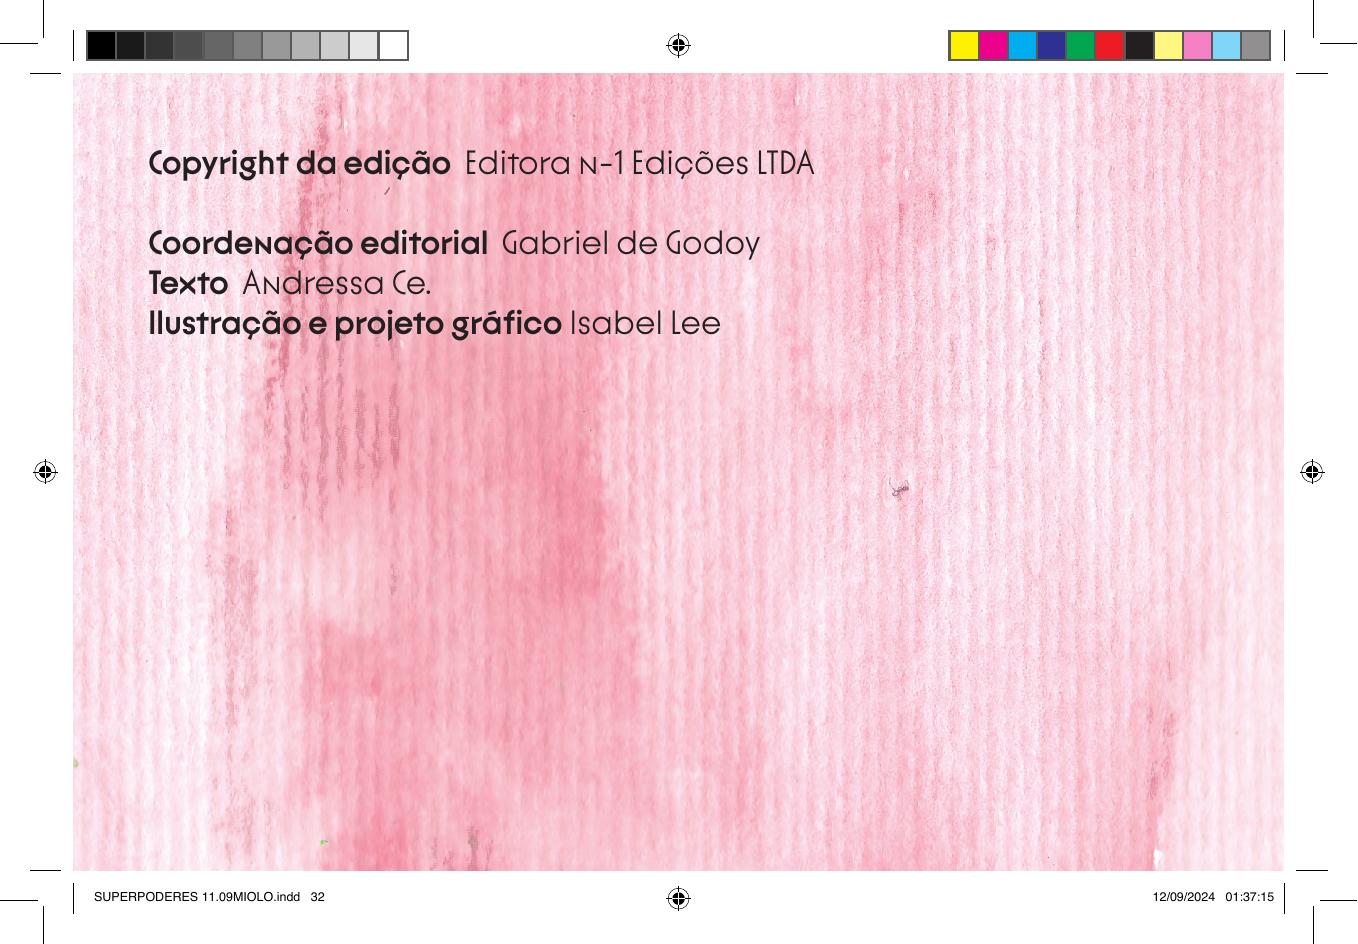 Copyright da edição Editora n-1 Edições LTDA
Coordenação editorial Gabriel de Godoy
Texto Andressa Ce.
Ilustração e projeto gráfico Isabel Lee
SUPERPODERES 11.09MIOLO.indd 32
12/09/2024 01:37:15